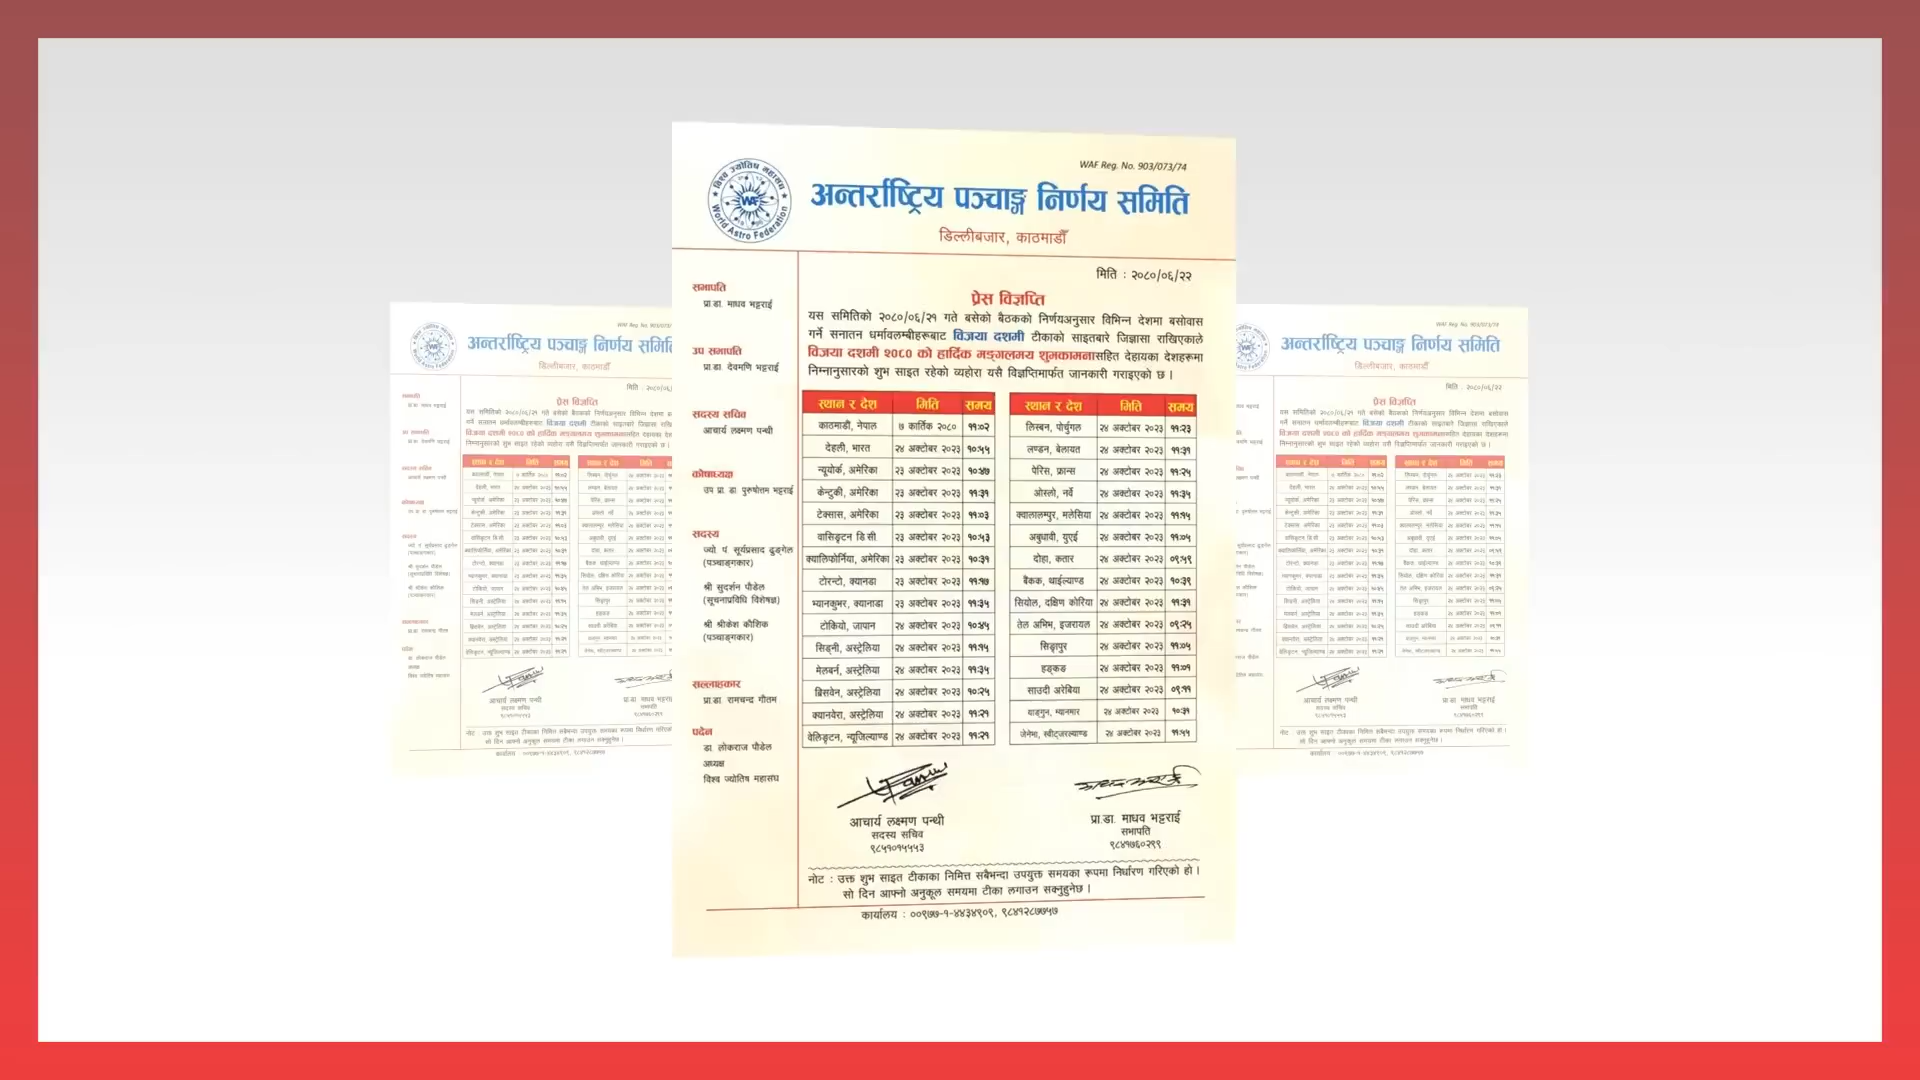 WAF Reg. No. 903/073/74
विश्व ज्योतिष महासंघ
WAF
World Astro Federation
अन्तर्राष्ट्रिय पञ्चाङ्ग निर्णय समिति
डिल्लीबजार, काठमाडौँ
मिति : २०८०/०६/२२
सभापति
प्रा.डा. माधव भट्टराई
उप सभापति
प्रा.डा. देवमणि भट्टराई
सदस्य सचिव
आचार्य लक्ष्मण पन्थी
कोषाध्यक्ष
उप प्रा. डा. पुरुषोत्तम भट्टराई
सदस्य
ज्यो. पं. सूर्यप्रसाद ढुङ्गेल
(पञ्चाङ्गकार)
श्री सुदर्शन पौडेल
(सूचनाप्रविधि विशेषज्ञ)
श्री श्रीकेश कौशिक
(पञ्चाङ्गकार)
सल्लाहकार
प्रा.डा. रामचन्द्र गौतम
पदेन
डा. लोकराज पौडेल
अध्यक्ष
विश्व ज्योतिष महासंघ
प्रेस विज्ञप्ति
यस समितिको २०८०/०६/२१ गते बसेको बैठकको निर्णयअनुसार विभिन्न देशमा बसोवास
गर्ने सनातन धर्मावलम्बीहरूबाट विजया दशमी टीकाको साइतबारे जिज्ञासा राखिएकाले
विजया दशमी २०८० को हार्दिक मङ्गलमय शुभकामनासहित देहायका देशहरूमा
निम्नानुसारको शुभ साइत रहेको व्यहोरा यसै विज्ञप्तिमार्फत जानकारी गराइएको छ ।
स्थान र देश मिति समय
काठमाडौं, नेपाल ७ कार्तिक २०८० ११:०२
देहली, भारत २४ अक्टोबर २०२३ १०:५५
न्यूयोर्क, अमेरिका २३ अक्टोबर २०२३ १०:४७
केन्टुकी, अमेरिका २३ अक्टोबर २०२३ ११:३१
टेक्सास, अमेरिका २३ अक्टोबर २०२३ ११:०३
वासिङ्टन डि.सी. २३ अक्टोबर २०२३ १०:५३
क्यालिफोर्निया, अमेरिका २३ अक्टोबर २०२३ १०:३१
टोरन्टो, क्यानडा २३ अक्टोबर २०२३ ११:१७
भ्यानकुभर, क्यानाडा २३ अक्टोबर २०२३ ११:३५
टोकियो, जापान २४ अक्टोबर २०२३ १०:४५
सिड्नी, अस्ट्रेलिया २४ अक्टोबर २०२३ ११:१५
मेलबर्न, अस्ट्रेलिया २४ अक्टोबर २०२३ ११:३५
ब्रिसवेन, अस्ट्रेलिया २४ अक्टोबर २०२३ १०:२५
क्यानवेरा, अस्ट्रेलिया २४ अक्टोबर २०२३ ११:२१
वेलिङ्टन, न्यूजिल्याण्ड २४ अक्टोबर २०२३ ११:२१
स्थान र देश मिति समय
लिस्बन, पोर्चुगल २४ अक्टोबर २०२३ ११:२३
लण्डन, बेलायत २४ अक्टोबर २०२३ ११:३१
पेरिस, फ्रान्स २४ अक्टोबर २०२३ ११:२५
ओस्लो, नर्वे २४ अक्टोबर २०२३ ११:३५
क्वालालम्पुर, मलेसिया २४ अक्टोबर २०२३ ११:१५
अबुधावी, युएई २४ अक्टोबर २०२३ ११:०५
दोहा, कतार २४ अक्टोबर २०२३ ०९:५९
बैंकक, थाईल्याण्ड २४ अक्टोबर २०२३ १०:३९
सियोल, दक्षिण कोरिया २४ अक्टोबर २०२३ ११:३१
तेल अभिभ, इजरायल २४ अक्टोबर २०२३ ०९:२५
सिङ्गापुर २४ अक्टोबर २०२३ ११:०५
हङ्कङ २४ अक्टोबर २०२३ ११:०१
साउदी अरेबिया २४ अक्टोबर २०२३ ०९:११
याङ्गुन, म्यानमार २४ अक्टोबर २०२३ १०:३१
जेनेभा, स्वीट्जरल्याण्ड २४ अक्टोबर २०२३ ११:५५
आचार्य लक्ष्मण पन्थी
सदस्य सचिव
९८५१०१५५५३
प्रा.डा. माधव भट्टराई
सभापति
९८४१७६०२९९
नोट : उक्त शुभ साइत टीकाका निमित्त सबैभन्दा उपयुक्त समयका रूपमा निर्धारण गरिएको हो ।
सो दिन आफ्नो अनुकूल समयमा टीका लगाउन सक्नुहुनेछ ।
कार्यालय : ००९७७-१-४४३४९०९, ९८४१२८७७५७